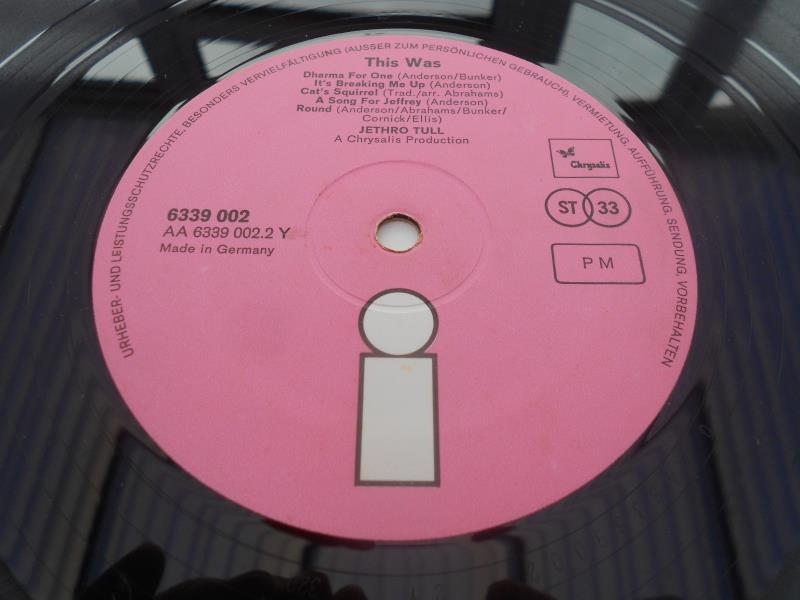 URHEBER- UND LEISTUNGSSCHUTZRECHTE, BESONDERS VERVIELFÄLTIGUNG (AUSSER ZUM PERSÖNLICHEN GEBRAUCH), VERMIETUNG, AUFFÜHRUNG, SENDUNG, VORBEHALTEN
This Was
Dharma For One (Anderson/Bunker)
It's Breaking Me Up (Anderson)
Cat's Squirrel (Trad./arr. Abrahams)
A Song For Jeffrey (Anderson)
Round (Anderson/Abrahams/Bunker/
Cornick/Ellis)
JETHRO TULL
A Chrysalis Production
Chrysalis
ST 33
P M
6339 002
AA 6339 002.2 Y
Made in Germany
i